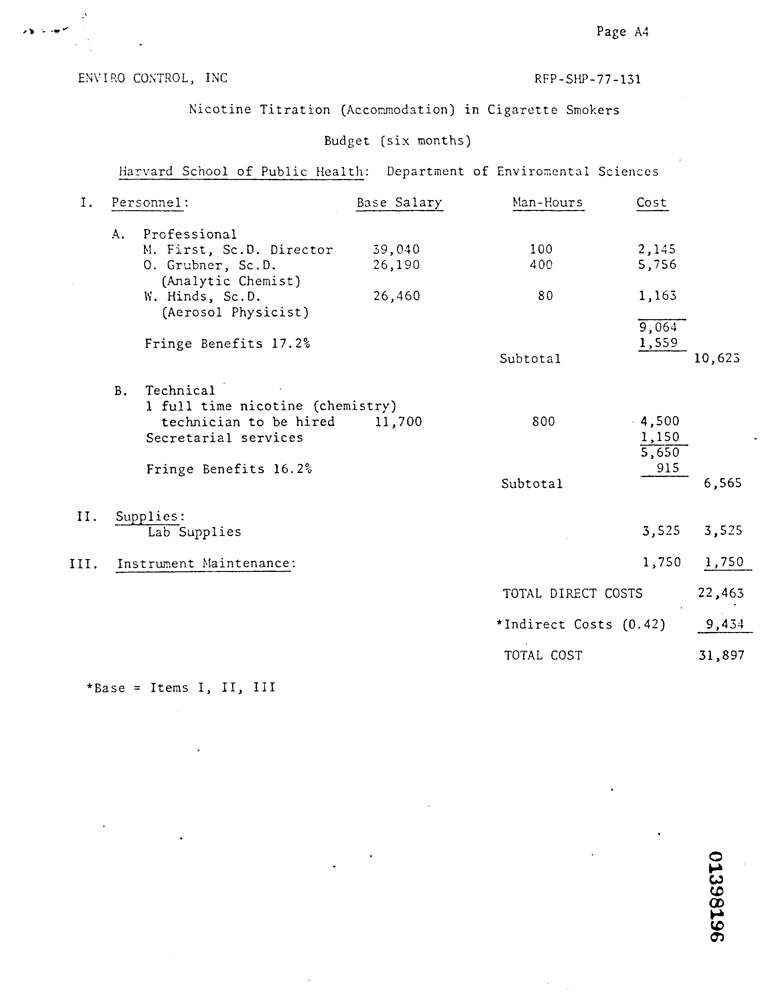 Page A4
ENVIRO CONTROL, INC RFP-SHP-77-131
Nicotine Titration (Accommodation) in Cigarette Smokers
Budget (six months)
Harvard School of Public Health: Department of Enviromental Sciences
I. Personnel: Base Salary Man-Hours Cost
A. Professional
M. First, Sc.D. Director 39,040 100 2,145
O. Grubner, Sc.D. 26,190 400 5,756
(Analytic Chemist)
W. Hinds, Sc.D. 26,460 80 1,163
(Aerosol Physicist)
9,064
Fringe Benefits 17.2% 1,559
Subtotal 10,623
B. Technical
1 full time nicotine (chemistry)
technician to be hired 11,700 800 4,500
Secretarial services 1,150
5,650
Fringe Benefits 16.2% 915
Subtotal 6,565
II. Supplies:
Lab Supplies 3,525 3,525
III. Instrument Maintenance: 1,750 1,750
TOTAL DIRECT COSTS 22,463
*Indirect Costs (0.42) 9,434
TOTAL COST 31,897
*Base = Items I, II, III
01398196